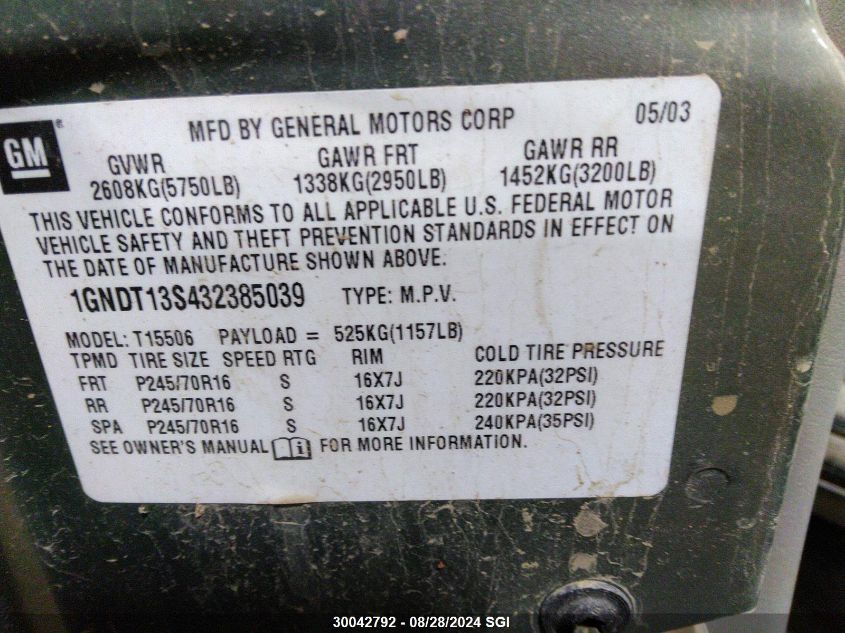 GM®
MFD BY GENERAL MOTORS CORP 05/03
GVWR GAWR FRT GAWR RR
2608KG(5750LB) 1338KG(2950LB) 1452KG(3200LB)
THIS VEHICLE CONFORMS TO ALL APPLICABLE U.S. FEDERAL MOTOR
VEHICLE SAFETY AND THEFT PREVENTION STANDARDS IN EFFECT ON
THE DATE OF MANUFACTURE SHOWN ABOVE.
1GNDT13S432385039 TYPE: M.P.V.
MODEL: T15506 PAYLOAD = 525KG(1157LB)
TPMD TIRE SIZE SPEED RTG RIM COLD TIRE PRESSURE
FRT P245/70R16 S 16X7J 220KPA(32PSI)
RR P245/70R16 S 16X7J 220KPA(32PSI)
SPA P245/70R16 S 16X7J 240KPA(35PSI)
SEE OWNER'S MANUAL i FOR MORE INFORMATION.
30042792 - 08/28/2024 SGI